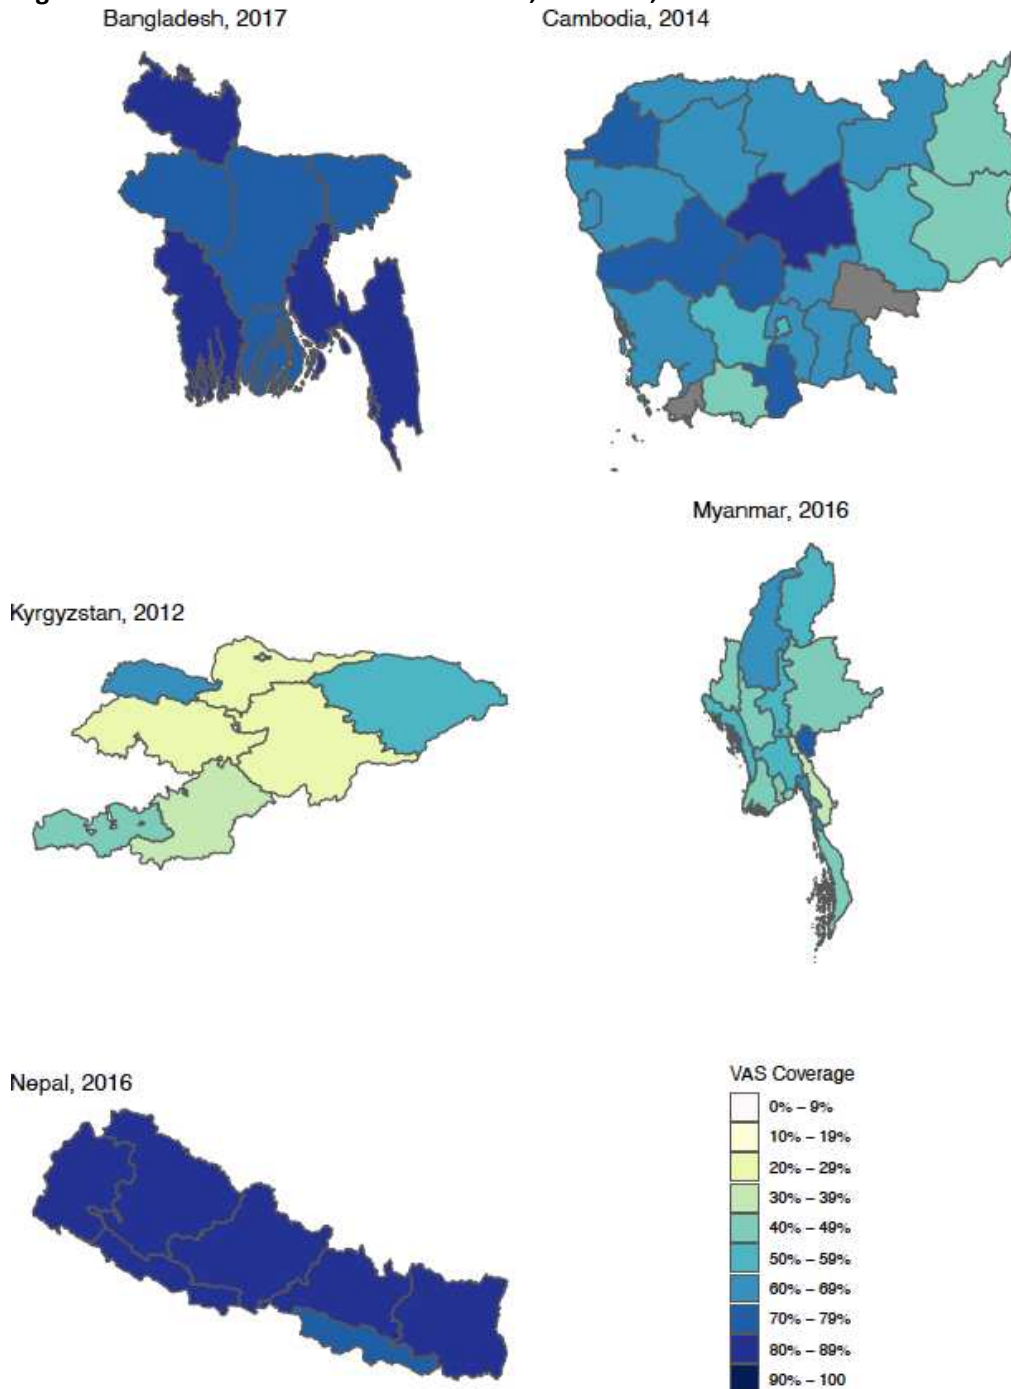 Bangladesh, 2017
Cambodia, 2014
Myanmar, 2016
Kyrgyzstan, 2012
Nepal, 2016
VAS Coverage
0% – 9%
10% – 19%
20% – 29%
30% – 39%
40% – 49%
50% – 59%
60% – 69%
70% – 79%
80% – 89%
90% – 100